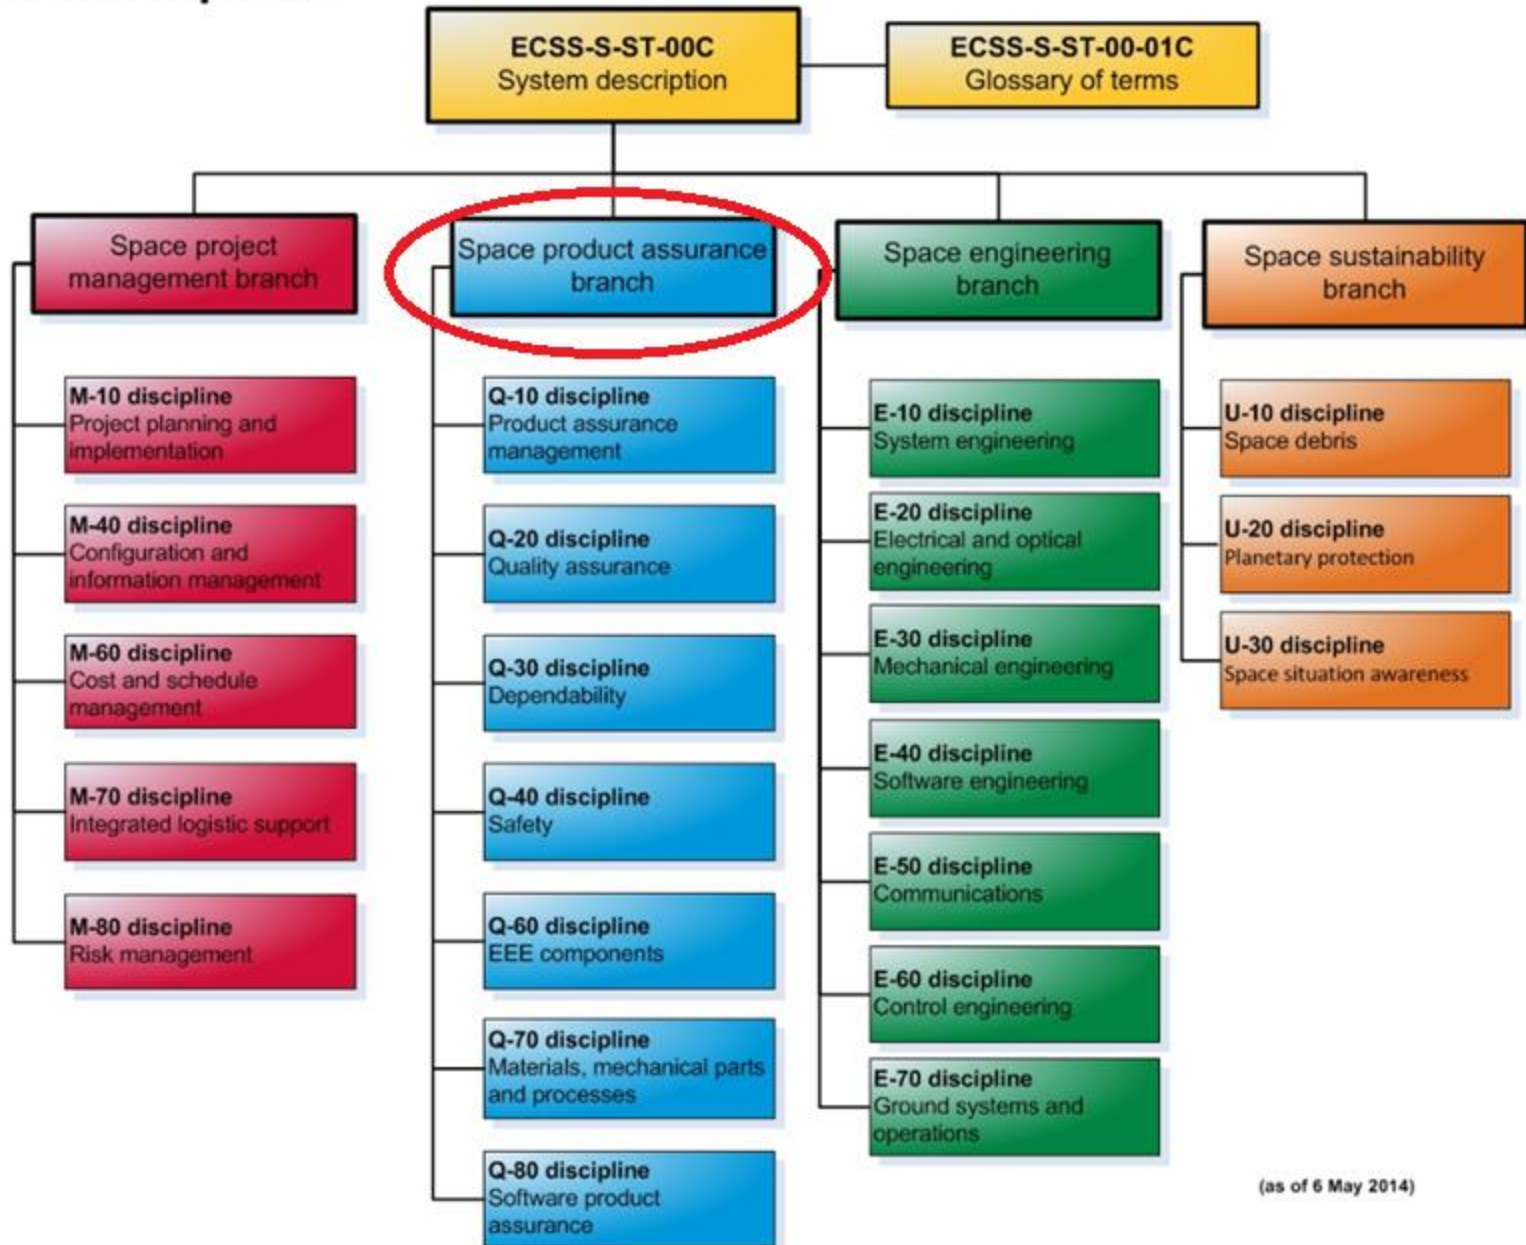 ECSS-S-ST-00C
System description
ECSS-S-ST-00-01C
Glossary of terms
Space project
management branch
Space product assurance
branch
Space engineering
branch
Space sustainability
branch
M-10 discipline
Project planning and
implementation
M-40 discipline
Configuration and
information management
M-60 discipline
Cost and schedule
management
M-70 discipline
Integrated logistic support
M-80 discipline
Risk management
Q-10 discipline
Product assurance
management
Q-20 discipline
Quality assurance
Q-30 discipline
Dependability
Q-40 discipline
Safety
Q-60 discipline
EEE components
Q-70 discipline
Materials, mechanical parts
and processes
Q-80 discipline
Software product
assurance
E-10 discipline
System engineering
E-20 discipline
Electrical and optical
engineering
E-30 discipline
Mechanical engineering
E-40 discipline
Software engineering
E-50 discipline
Communications
E-60 discipline
Control engineering
E-70 discipline
Ground systems and
operations
U-10 discipline
Space debris
U-20 discipline
Planetary protection
U-30 discipline
Space situation awareness
(as of 6 May 2014)